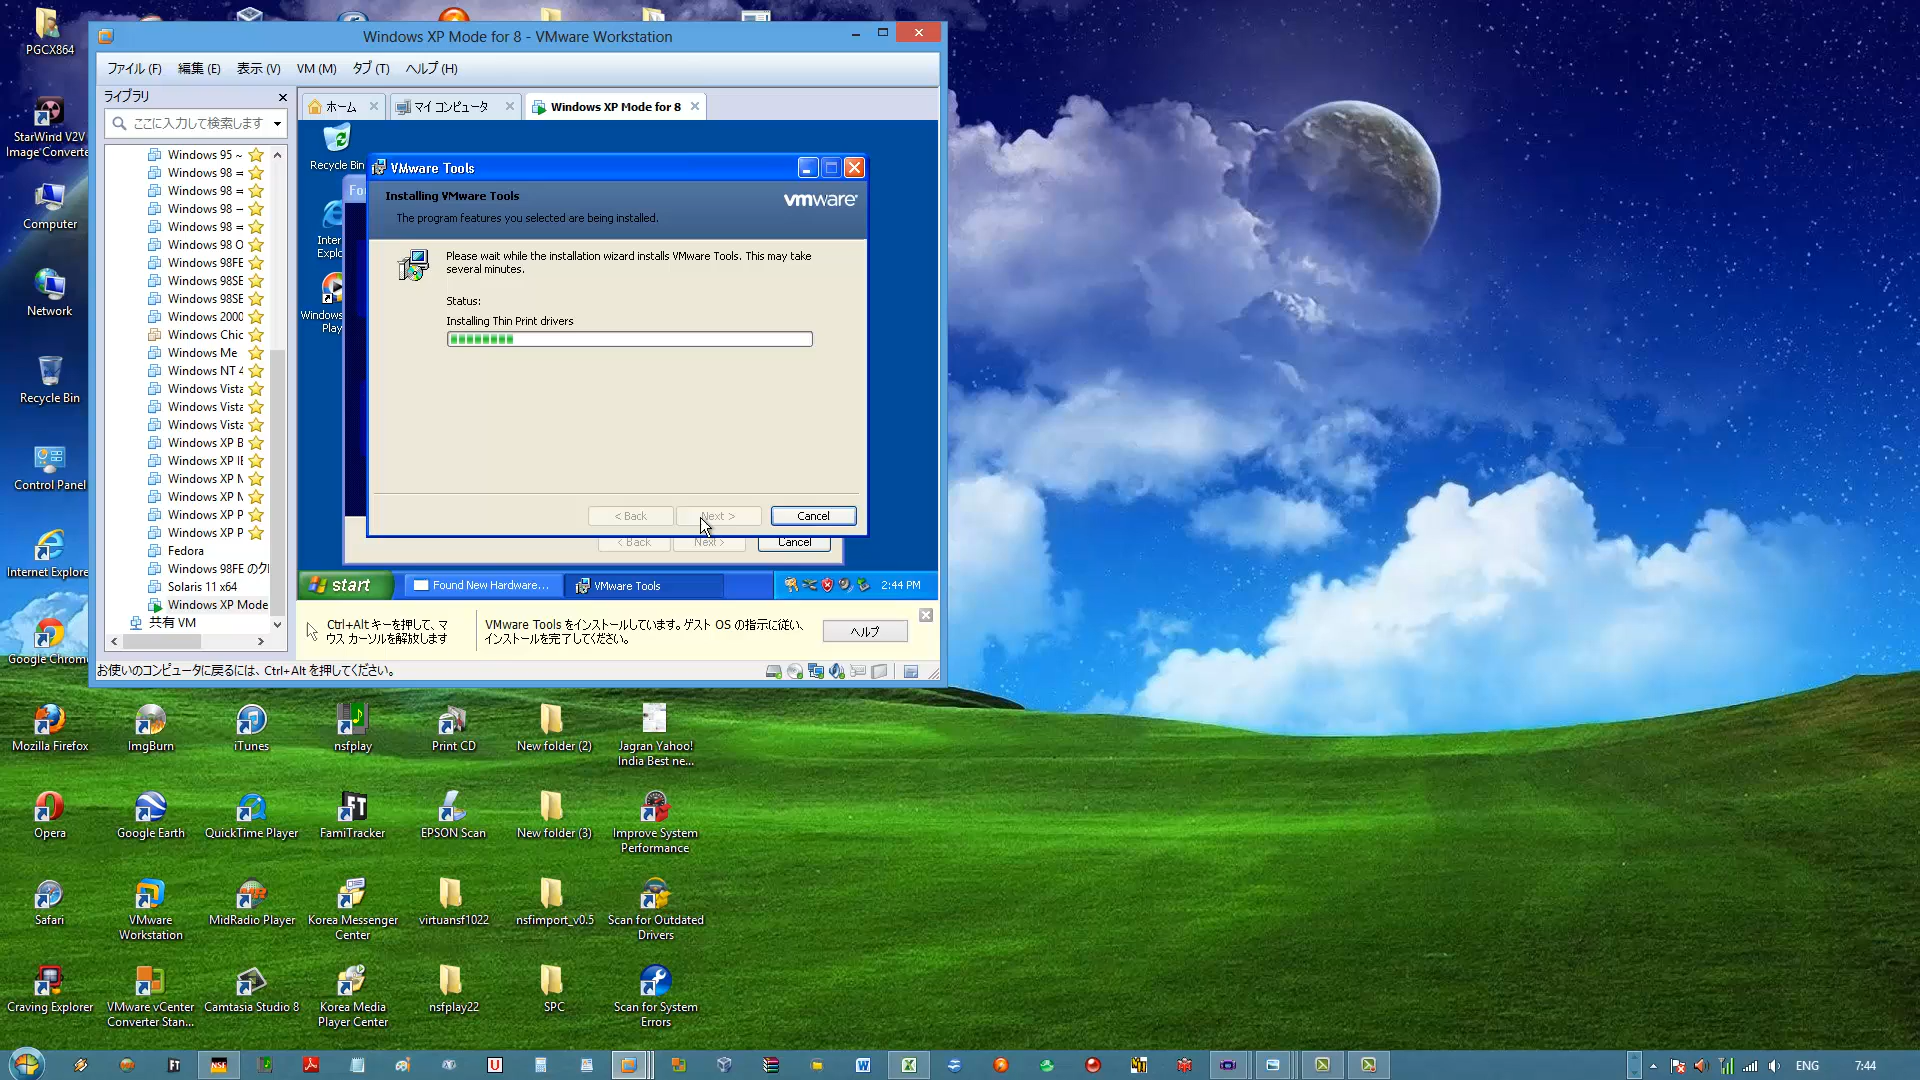 PGCX864
StarWind V2V
Image Converte
Computer
Network
Recycle Bin
Control Panel
Internet Explore
Google Chrom
Windows XP Mode for 8 - VMware Workstation
ファイル (F) 編集 (E) 表示 (V) VM (M) タブ (T) ヘルプ (H)
ライブラリ
ここに入力して検索します
ホーム マイ コンピュータ Windows XP Mode for 8
Windows 95 ~
Windows 98
Windows 98
Windows 98
Windows 98
Windows 98 O
Windows 98FE
Windows 98SE
Windows 98SE
Windows 2000
Windows Chic
Windows Me
Windows NT 4
Windows Vista
Windows Vista
Windows Vista
Windows XP B
Windows XP IE
Windows XP
Windows XP
Windows XP P
Windows XP P
Fedora
Windows 98FE のク
Solaris 11 x64
Windows XP Mode
共有 VM
Recycle Bin
Inter
Explo
Windows
Play
Fo
VMware Tools
Installing VMware Tools
The program features you selected are being installed.
vmware
Please wait while the installation wizard installs VMware Tools. This may take
several minutes.
Status:
Installing Thin Print drivers
< Back Next > Cancel
< Back Next > Cancel
start Found New Hardware... VMware Tools 2:44 PM
Ctrl+Alt キーを押して、マ
ウス カーソルを解放します
VMware Tools をインストールしています。ゲスト OS の指示に従い、
インストールを完了してください。
ヘルプ
お使いのコンピュータに戻るには、Ctrl+Alt を押してください。
Mozilla Firefox ImgBurn iTunes nsfplay Print CD New folder (2) Jagran Yahoo!
India Best ne...
Opera Google Earth QuickTime Player FamiTracker EPSON Scan New folder (3) Improve System
Performance
Safari VMware
Workstation MidRadio Player Korea Messenger
Center virtuansf1022 nsfimport_v0.5 Scan for Outdated
Drivers
Craving Explorer VMware vCenter
Converter Stan... Camtasia Studio 8 Korea Media
Player Center nsfplay22 SPC Scan for System
Errors
ENG 7:44